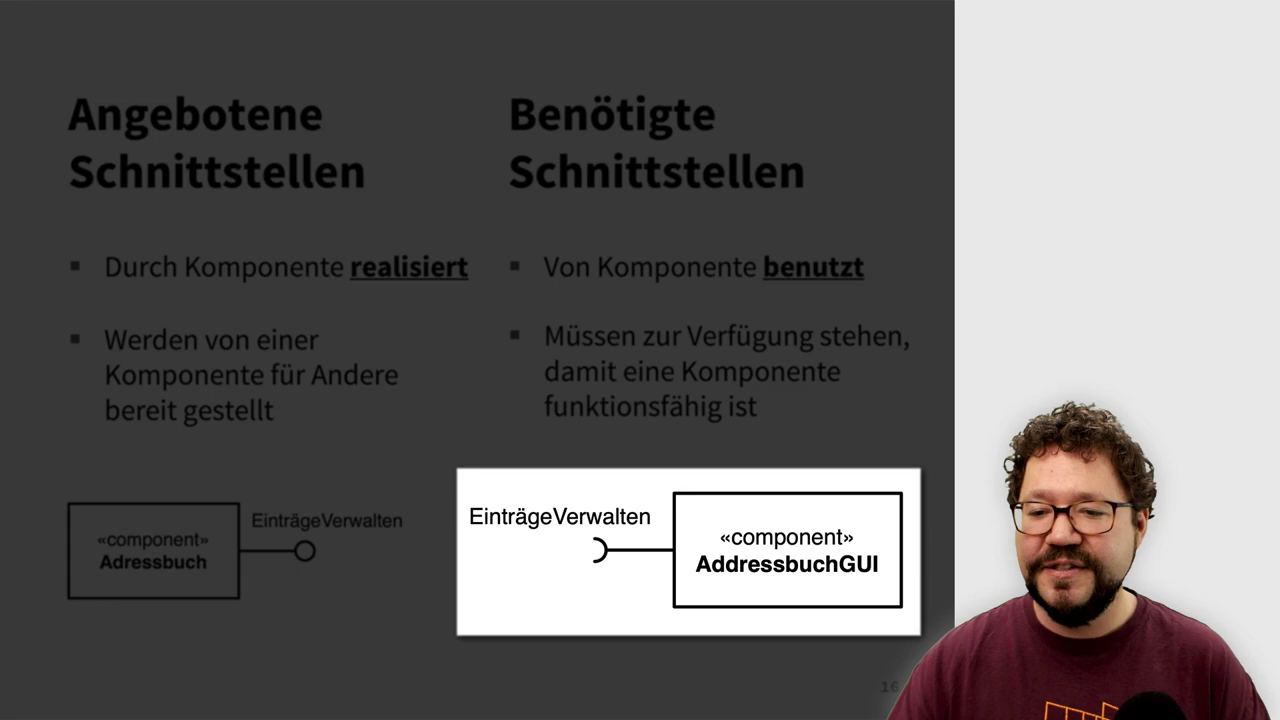 Angebotene
Schnittstellen
▪ Durch Komponente realisiert
▪ Werden von einer
Komponente für Andere
bereit gestellt
«component»
Adressbuch
EinträgeVerwalten
Benötigte
Schnittstellen
▪ Von Komponente benutzt
▪ Müssen zur Verfügung stehen,
damit eine Komponente
funktionsfähig ist
EinträgeVerwalten
«component»
AddressbuchGUI
16